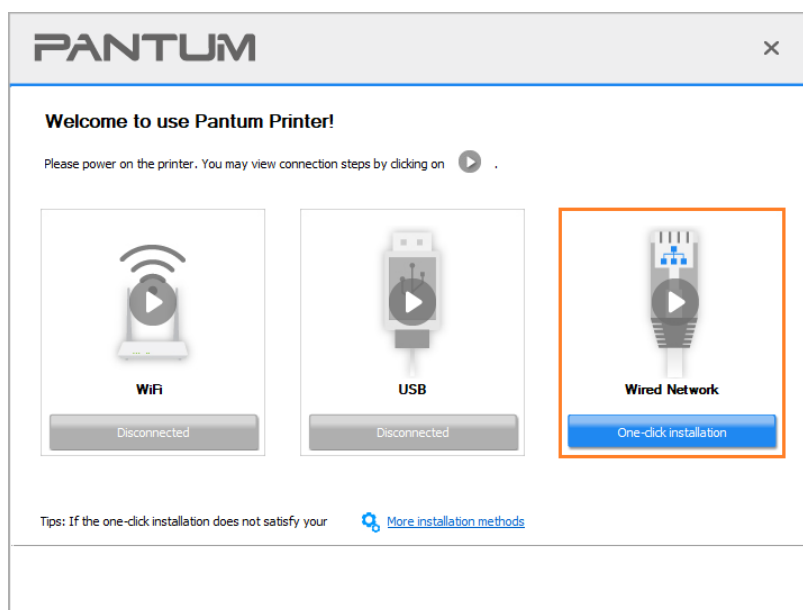 PANTUM
Welcome to use Pantum Printer!
Please power on the printer. You may view connection steps by clicking on .
WiFi
USB
Wired Network
Disconnected
Disconnected
One-click installation
Tips: If the one-click installation does not satisfy your More installation methods